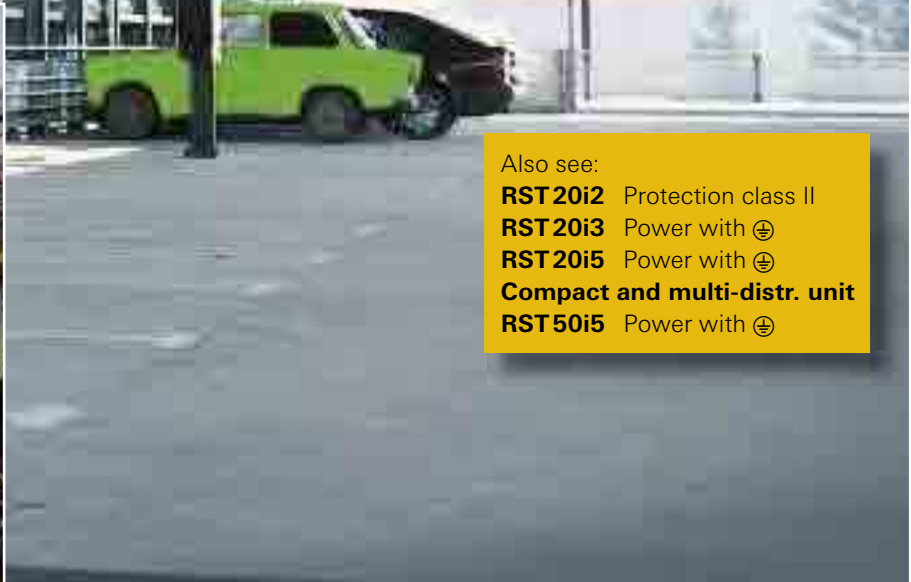 Also see:
RST20i2 Protection class II
RST20i3 Power with ⏚
RST20i5 Power with ⏚
Compact and multi-distr. unit
RST50i5 Power with ⏚